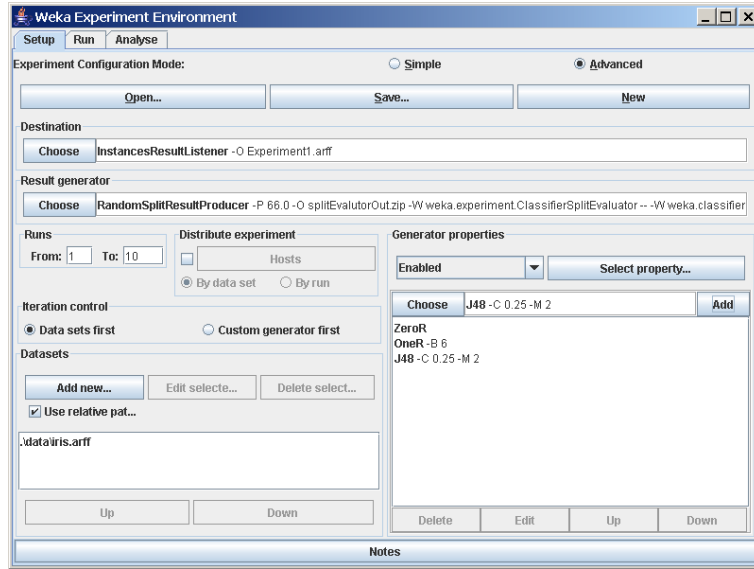 Weka Experiment Environment
Setup Run Analyse
Experiment Configuration Mode: Simple Advanced
Open... Save... New
Destination
Choose InstancesResultListener -O Experiment1.arff
Result generator
Choose RandomSplitResultProducer -P 66.0 -O splitEvalutorOut.zip -W weka.experiment.ClassifierSplitEvaluator -- -W weka.classifier
Runs
From: 1 To: 10
Distribute experiment
Hosts
By data set By run
Generator properties
Enabled Select property...
Choose J48 -C 0.25 -M 2 Add
ZeroR
OneR -B 6
J48 -C 0.25 -M 2
Delete Edit Up Down
Iteration control
Data sets first Custom generator first
Datasets
Add new... Edit selecte... Delete select...
Use relative pat...
.\data\iris.arff
Up Down
Notes